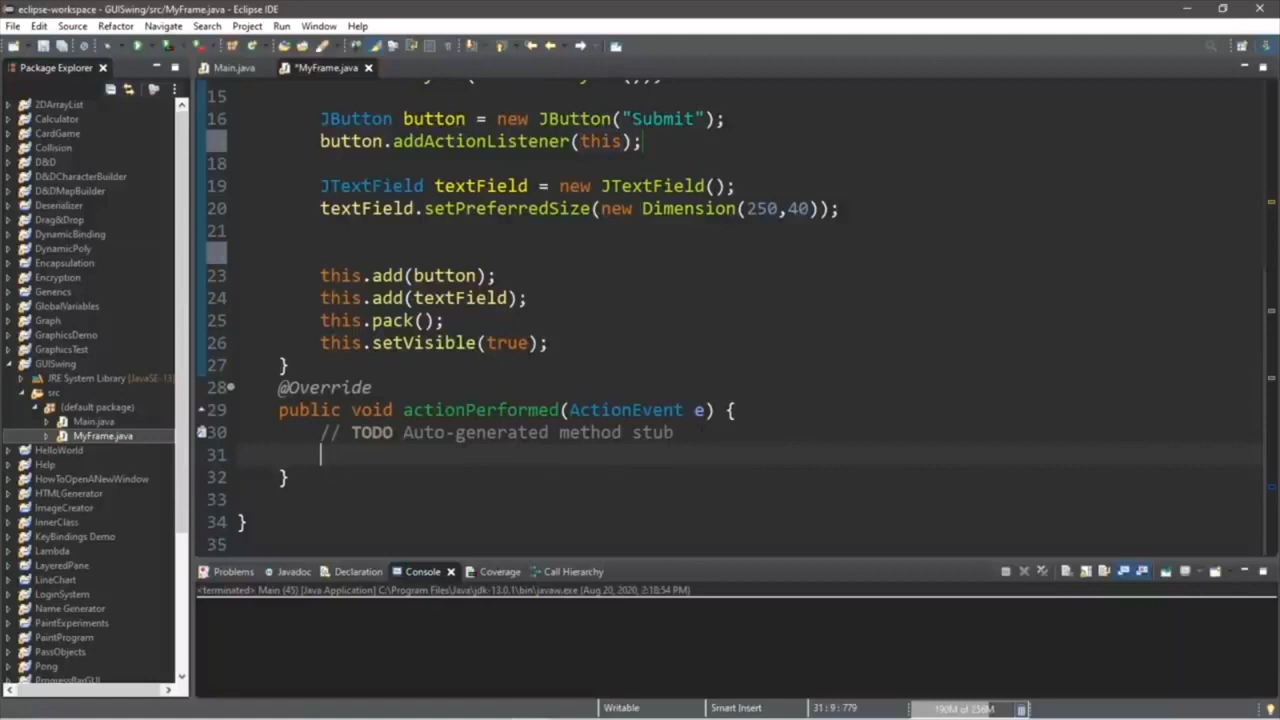 eclipse-workspace - GUISwing/src/MyFrame.java - Eclipse IDE
File Edit Source Refactor Navigate Search Project Run Window Help
Package Explorer
Main.java
*MyFrame.java
2DArrayList
Calculator
CardGame
Collision
D&D
D&DCharacterBuilder
D&DMapBuilder
Deserializer
Drag&Drop
DynamicBinding
DynamicPoly
Encapsulation
Encryption
Generics
GlobalVariables
Graph
GraphicsDemo
GraphicsTest
GUISwing
JRE System Library [JavaSE-13]
src
(default package)
Main.java
MyFrame.java
HelloWorld
Help
HowToOpenANewWindow
HTMLGenerator
ImageCreator
InnerClass
KeyBindings Demo
Lambda
LayeredPane
LineChart
LoginSystem
Name Generator
PaintExperiments
PaintProgram
PassObjects
Pong
ProgressBarGUI
15
16 JButton button = new JButton("Submit");
button.addActionListener(this);
18
19 JTextField textField = new JTextField();
20 textField.setPreferredSize(new Dimension(250,40));
21
23 this.add(button);
24 this.add(textField);
25 this.pack();
26 this.setVisible(true);
27 }
28 @Override
29 public void actionPerformed(ActionEvent e) {
30 // TODO Auto-generated method stub
31
32 }
33
34 }
35
Problems Javadoc Declaration Console Coverage Call Hierarchy
<terminated> Main (45) [Java Application] C:\Program Files\Java\jdk-13.0.1\bin\javaw.exe (Aug 20, 2020, 2:18:54 PM)
Writable Smart Insert 31 : 9 : 779 190M of 256M